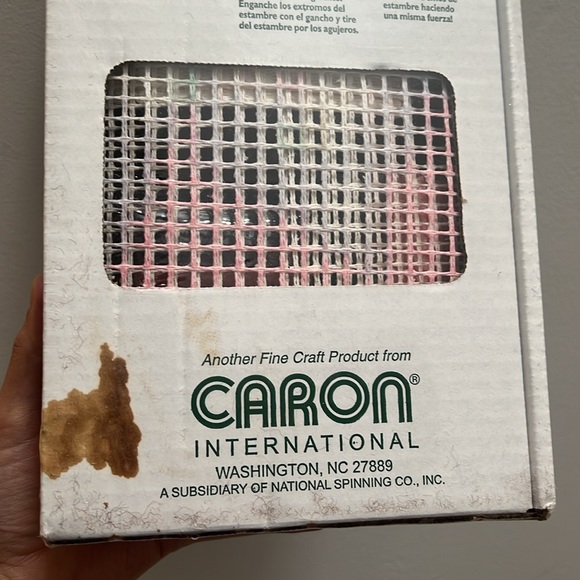 Enganche los extromos del
estambre con el gancho y tire
del estambre por los agujeros.
estambre haciendo
una misma fuerza!
Another Fine Craft Product from
CARON®
INTERNATIONAL
WASHINGTON, NC 27889
A SUBSIDIARY OF NATIONAL SPINNING CO., INC.